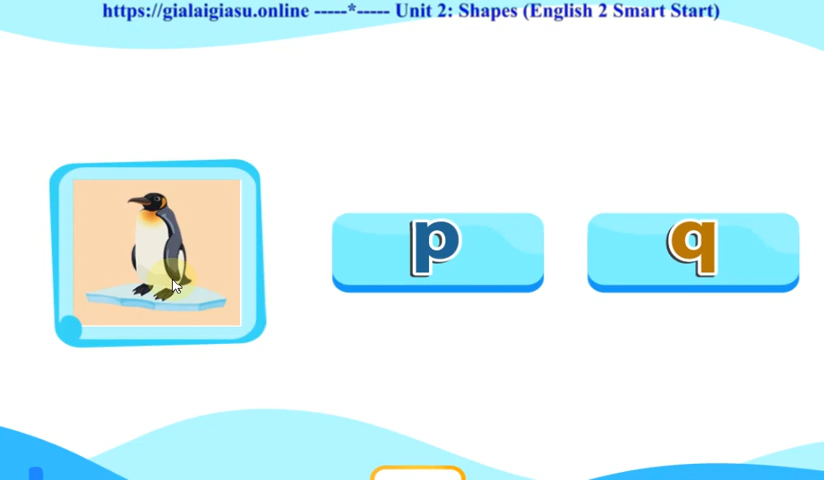 https://gialaigiasu.online -----*----- Unit 2: Shapes (English 2 Smart Start)
p
q